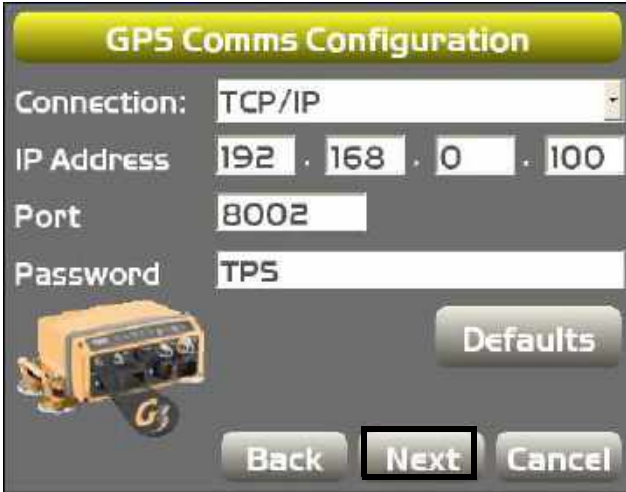 GPS Comms Configuration
Connection: TCP/IP
IP Address 192 . 168 . 0 . 100
Port 8002
Password TPS
Defaults
G3
Back Next Cancel